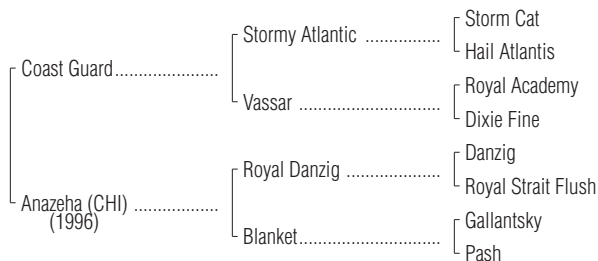 Storm Cat
Stormy Atlantic ................
Hail Atlantis
Coast Guard......................
Royal Academy
Vassar ..............................
Dixie Fine
Danzig
Royal Danzig ....................
Royal Strait Flush
Anazeha (CHI) ..................
(1996)
Gallantsky
Blanket..............................
Pash